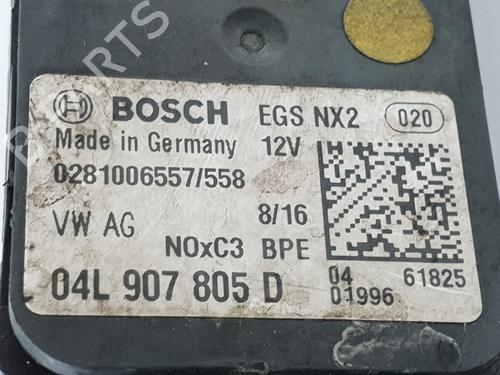 PARTS
BOSCH EGS NX2 020
Made in Germany 12V
0281006557/558
VW AG 8/16
NOxC3 BPE
04L 907 805 D 04 61825
01996